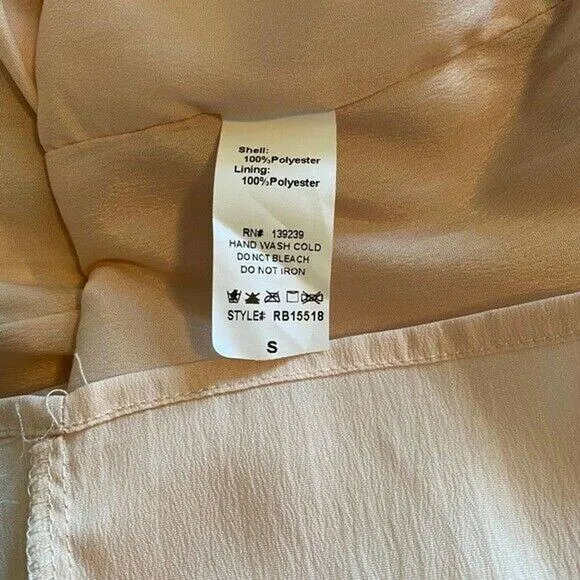 Shell:
100%Polyester
Lining:
100%Polyester
RN# 139239
HAND WASH COLD
DO NOT BLEACH
DO NOT IRON
STYLE# RB15518
S